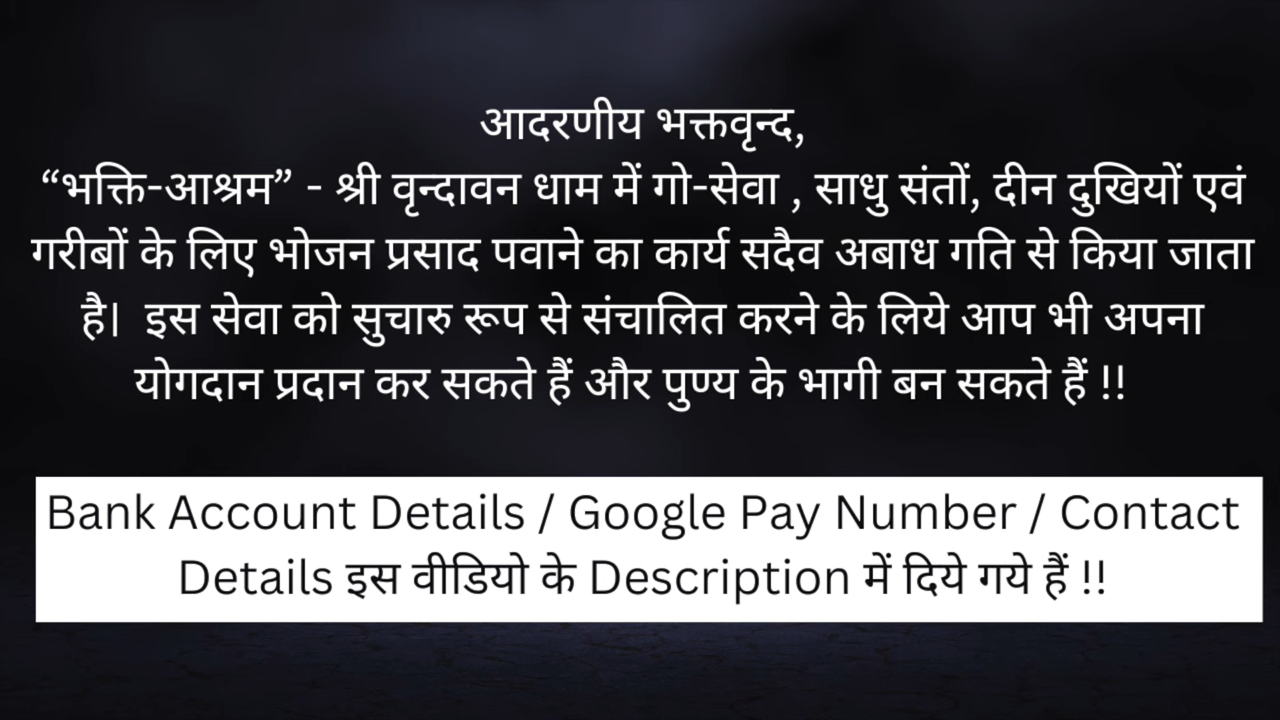 आदरणीय भक्तवृन्द,
“भक्ति-आश्रम” - श्री वृन्दावन धाम में गो-सेवा , साधु संतों, दीन दुखियों एवं
गरीबों के लिए भोजन प्रसाद पवाने का कार्य सदैव अबाध गति से किया जाता
है। इस सेवा को सुचारु रूप से संचालित करने के लिये आप भी अपना
योगदान प्रदान कर सकते हैं और पुण्य के भागी बन सकते हैं !!
Bank Account Details / Google Pay Number / Contact
Details इस वीडियो के Description में दिये गये हैं !!